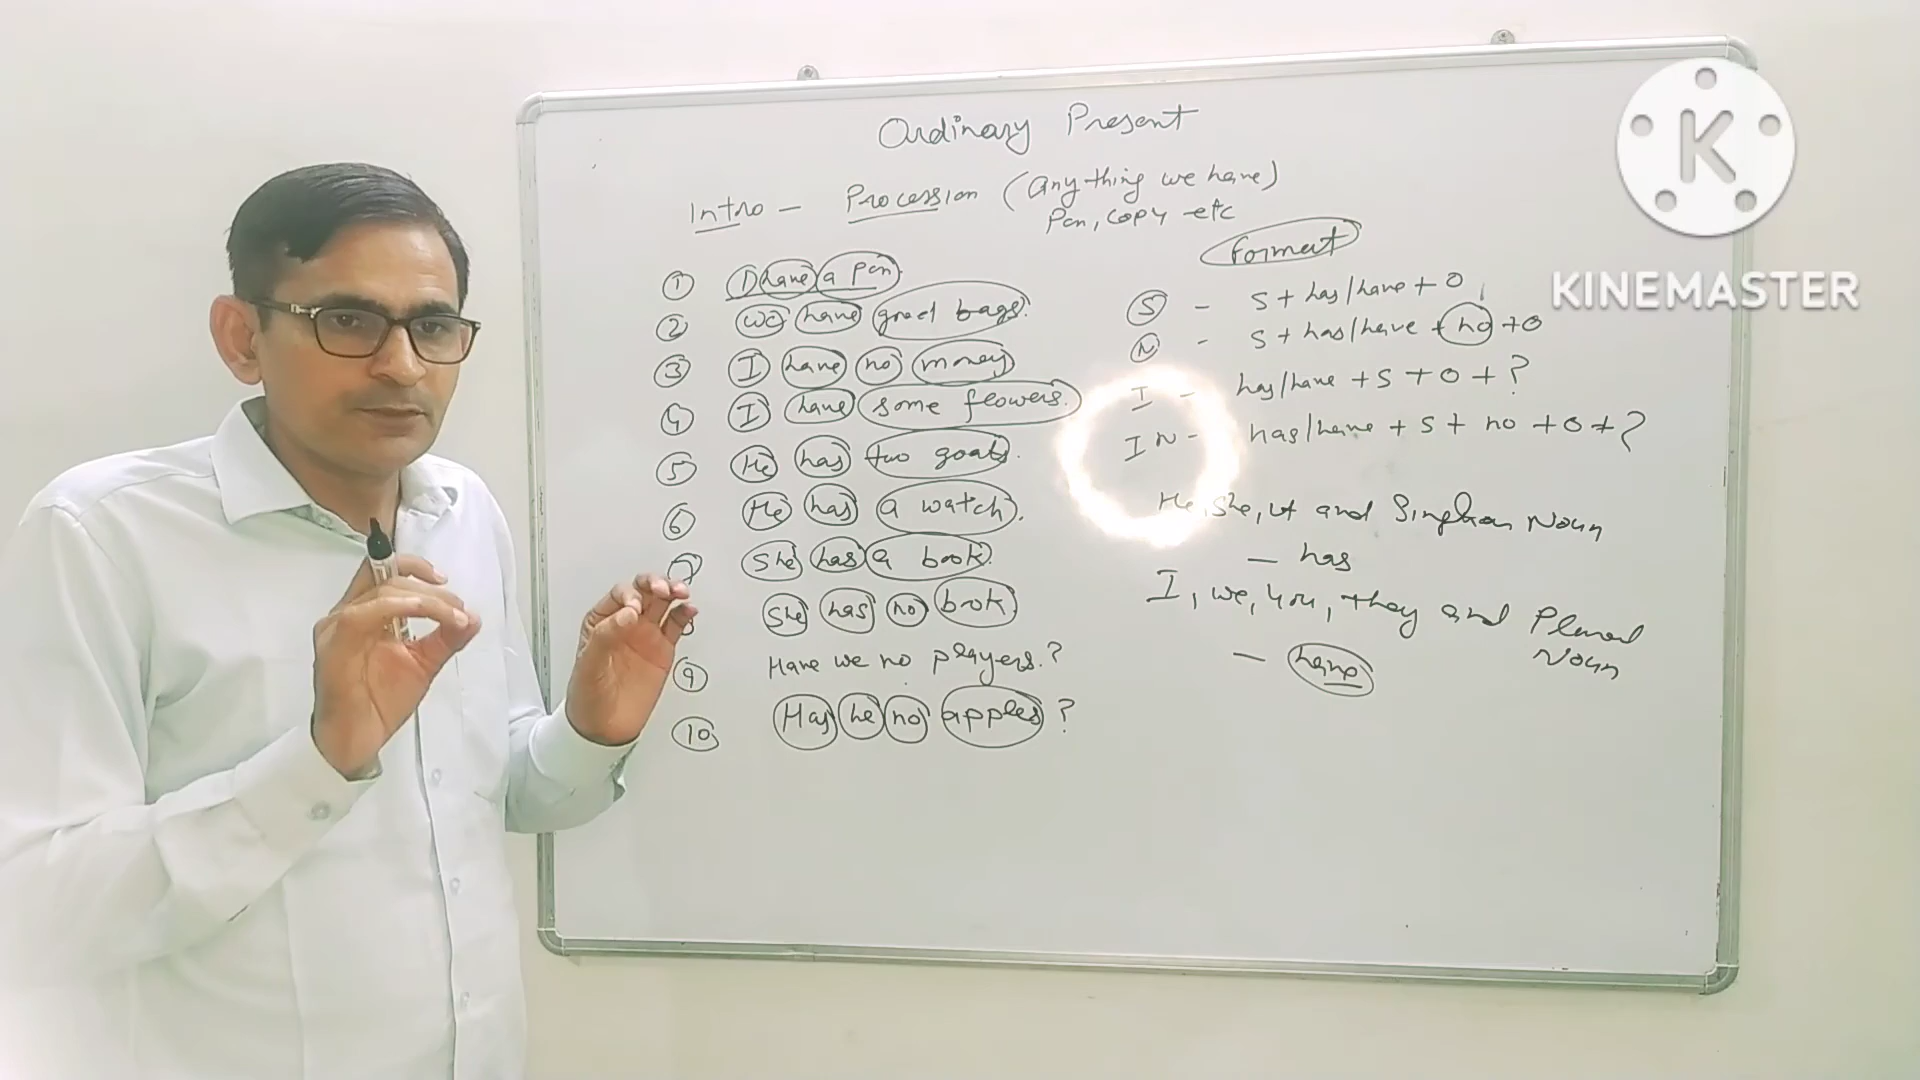 Ordinary Present
Intro - Procession (Anything we have)
Pen, copy etc
① I have a pen.
② We have great bags.
③ I have no money
④ I have some flowers.
⑤ He has two goats.
⑥ He has a watch.
⑦ She has a book.
She has no book.
⑨ Have we no players.?
⑩ Has he no apples ?
Format
Ⓢ - S + has/have + O
Ⓝ - S + has/have + no + O
I - has/have + S + O + ?
IN - has/have + S + no + O + ?
He, She, it and Singular Noun
- has
I, we, you, they and Plural
Noun
- have
K
KINEMASTER